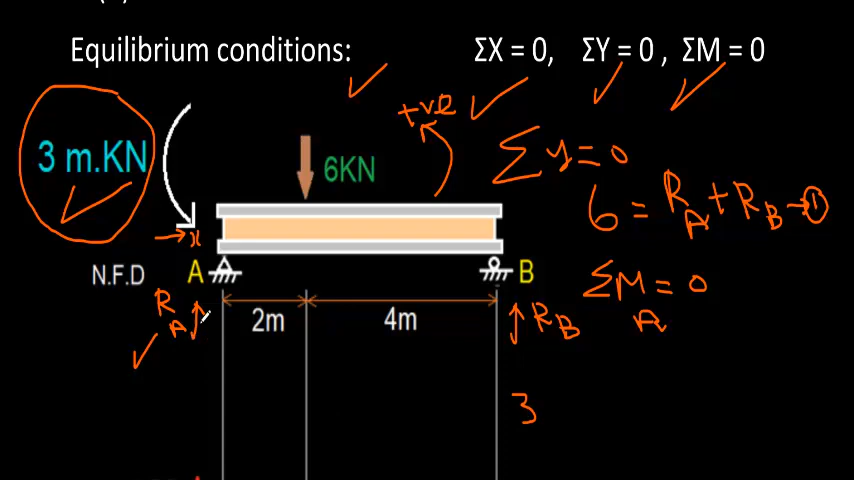 Equilibrium conditions: ΣX = 0, ΣY = 0 , ΣM = 0
+ve
3 m.KN
6KN
Σy = 0
6 = RA + RB → 1
x
N.F.D A B
ΣMA = 0
RA
2m 4m
RB
3